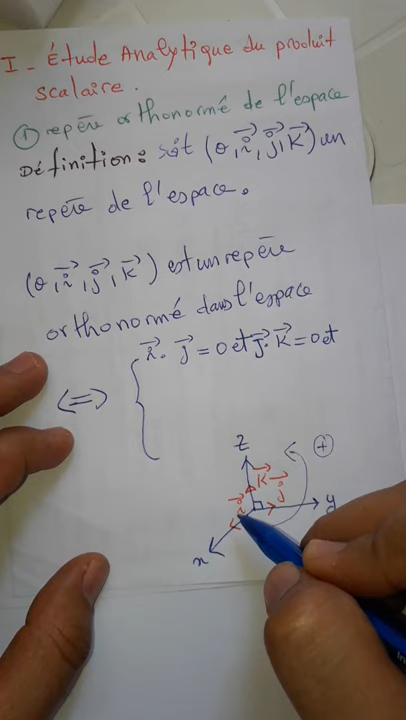 I - Étude Analytique du produit
scalaire.
① repère orthonormé de l'espace
Définition: soit (o, i⃗, j⃗, k⃗) un
repère de l'espace.
(o, i⃗, j⃗, k⃗) est un repère
orthonormé dans l'espace
⟺ { i⃗. j⃗ = 0 et j⃗. k⃗ = 0 et
z
+
k⃗
j⃗
i⃗
y
x